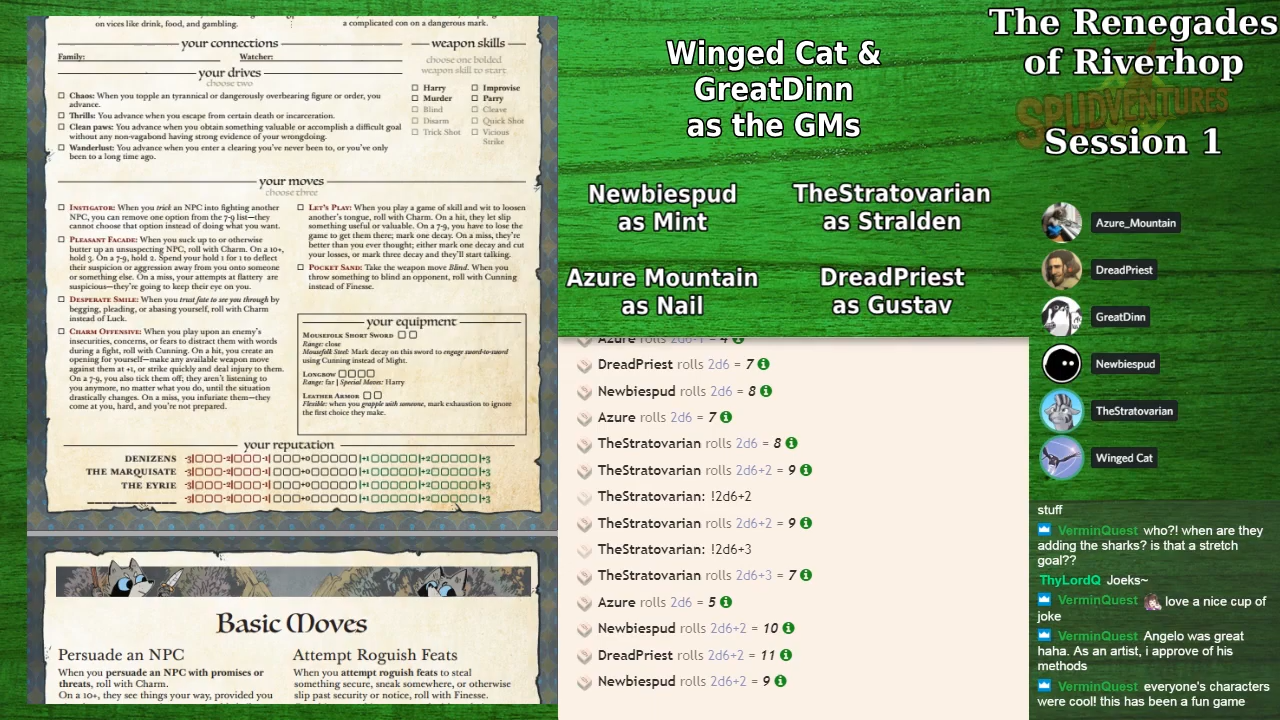 on vices like drink, food, and gambling.
a complicated con on a dangerous mark.
your connections
Family:
Watcher:
your drives
choose two
Chaos: When you topple an tyrannical or dangerously overbearing figure or order, you
advance.
Thrills: You advance when you escape from certain death or incarceration.
Clean paws: You advance when you obtain something valuable or accomplish a difficult goal
without any non-vagabond having strong evidence of your wrongdoing.
Wanderlust: You advance when you enter a clearing you've never been to, or you've only
been to a long time ago.
weapon skills
choose one bolded
weapon skill to start
Harry
Improvise
Murder
Parry
Blind
Cleave
Disarm
Quick Shot
Trick Shot
Vicious
Strike
your moves
choose three
Instigator: When you trick an NPC into fighting another
NPC, you can remove one option from the 7-9 list—they
cannot choose that option instead of doing what you want.
Pleasant Facade: When you suck up to or otherwise
butter up an unsuspecting NPC, roll with Charm. On a 10+,
hold 3. On a 7-9, hold 2. Spend your hold 1 for 1 to deflect
their suspicion or aggression away from you onto someone
or something else. On a miss, your attempts at flattery are
suspicious—they're going to keep their eye on you.
Desperate Smile: When you trust fate to see you through by
begging, pleading, or abasing yourself, roll with Charm
instead of Luck.
Charm Offensive: When you play upon an enemy's
insecurities, concerns, or fears to distract them with words
during a fight, roll with Cunning. On a hit, you create an
opening for yourself—make any available weapon move
against them at +1, or strike quickly and deal injury to them.
On a 7-9, you also tick them off; they aren't listening to
you anymore, no matter what you do, until the situation
drastically changes. On a miss, you infuriate them—they
come at you, hard, and you're not prepared.
Let's Play: When you play a game of skill and wit to loosen
another's tongue, roll with Charm. On a hit, they let slip
something useful or valuable. On a 7-9, you have to lose the
game to get them there; mark one decay. On a miss, they're
better than you ever thought; either mark one decay and cut
your losses, or mark three decay and they'll start talking.
Pocket Sand: Take the weapon move Blind. When you
throw something to blind an opponent, roll with Cunning
instead of Finesse.
your equipment
Mousefolk Short Sword
Range: close
Mousefolk Steel: Mark decay on this sword to engage sword-to-sword
using Cunning instead of Might.
Longbow
Range: far | Special Moves: Harry
Leather Armor
Flexible: when you grapple with someone, mark exhaustion to ignore
the first choice they make.
your reputation
DENIZENS -3 -2 -1 +0 +1 +2 +3
THE MARQUISATE -3 -2 -1 +0 +1 +2 +3
THE EYRIE -3 -2 -1 +0 +1 +2 +3
-3 -2 -1 +0 +1 +2 +3
Basic Moves
Persuade an NPC
When you persuade an NPC with promises or
threats, roll with Charm.
On a 10+, they see things your way, provided you
Attempt Roguish Feats
When you attempt roguish feats to steal
something secure, sneak somewhere, or otherwise
slip past security or notice, roll with Finesse.
Winged Cat &
GreatDinn
as the GMs
Newbiespud
as Mint
TheStratovarian
as Stralden
Azure Mountain
as Nail
DreadPriest
as Gustav
The Renegades
of Riverhop
SPUDVENTURES
Session 1
Azure_Mountain
DreadPriest
GreatDinn
Newbiespud
TheStratovarian
Winged Cat
DreadPriest rolls 2d6 = 7
Newbiespud rolls 2d6 = 8
Azure rolls 2d6 = 7
TheStratovarian rolls 2d6 = 8
TheStratovarian rolls 2d6+2 = 9
TheStratovarian: !2d6+2
TheStratovarian rolls 2d6+2 = 9
TheStratovarian: !2d6+3
TheStratovarian rolls 2d6+3 = 7
Azure rolls 2d6 = 5
Newbiespud rolls 2d6+2 = 10
DreadPriest rolls 2d6+2 = 11
Newbiespud rolls 2d6+2 = 9
stuff
VerminQuest who?! when are they
adding the sharks? is that a stretch
goal??
ThyLordQ Joeks~
VerminQuest love a nice cup of
joke
VerminQuest Angelo was great
haha. As an artist, i approve of his
methods
VerminQuest everyone's characters
were cool! this has been a fun game